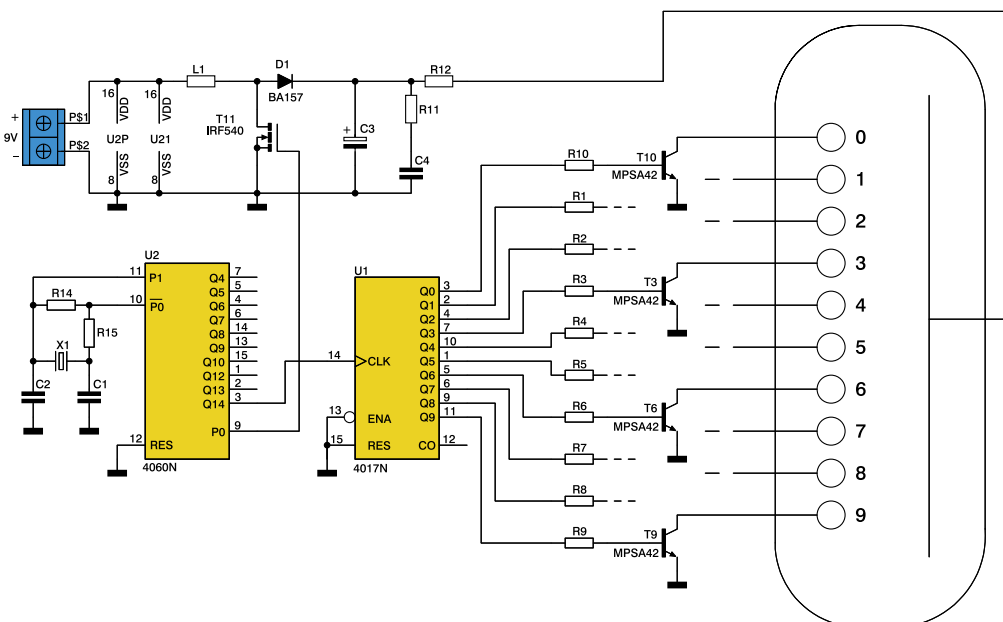 +
9V
−
P$1
P$2
16
VDD
U2P
VSS
8
16
VDD
U21
VSS
8
L1
D1
BA157
T11
IRF540
+
C3
R12
R11
C4
U2
11
P1
10
P0
R14
R15
X1
C2
C1
12
RES
4060N
Q4
7
Q5
5
Q6
4
Q7
6
Q8
14
Q9
13
Q10
15
Q12
1
Q13
2
Q14
3
P0
9
U1
14
CLK
13
ENA
15
RES
4017N
Q0
3
Q1
2
Q2
4
Q3
7
Q4
10
Q5
1
Q6
5
Q7
6
Q8
9
Q9
11
CO
12
R10
R1
R2
R3
R4
R5
R6
R7
R8
R9
T10
MPSA42
T3
MPSA42
T6
MPSA42
T9
MPSA42
0
1
2
3
4
5
6
7
8
9